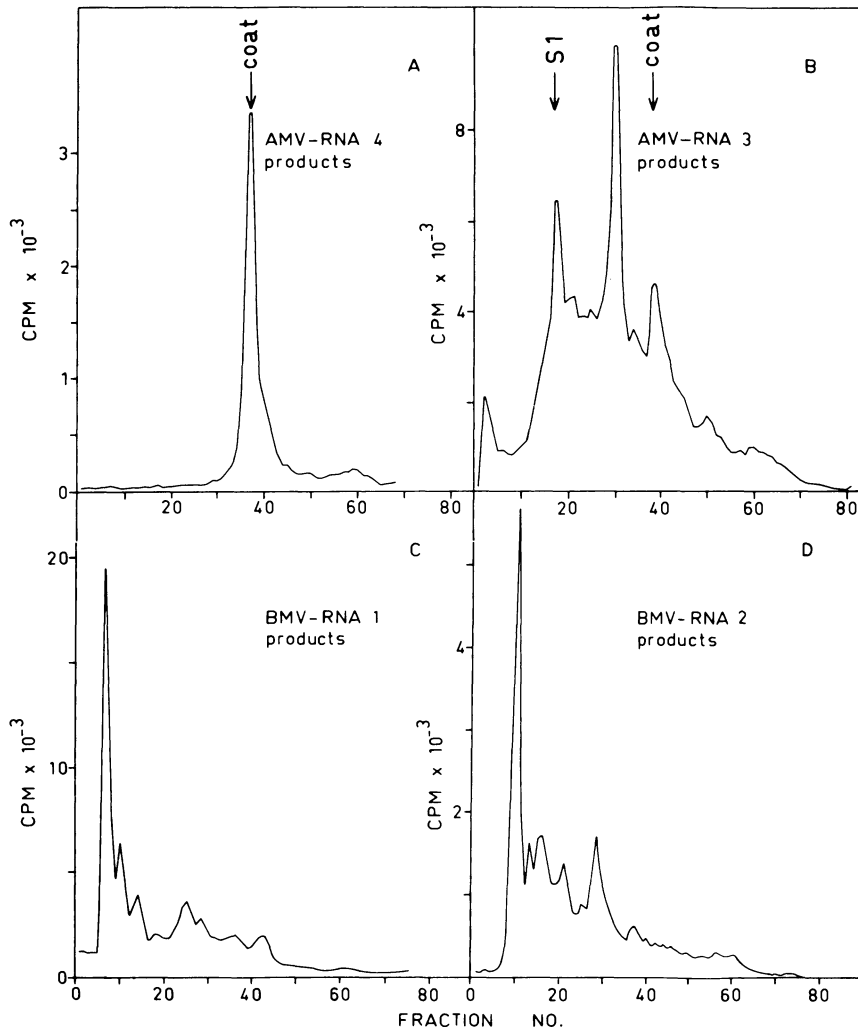 coat
A
AMV-RNA 4
products
3
2
1
0
CPM x 10⁻³
20
40
60
80
S1
coat
B
AMV-RNA 3
products
8
4
CPM x 10⁻³
20
40
60
80
C
BMV-RNA 1
products
20
10
0
CPM x 10⁻³
0
20
40
60
80
D
BMV-RNA 2
products
4
2
CPM x 10⁻³
0
20
40
60
80
FRACTION NO.